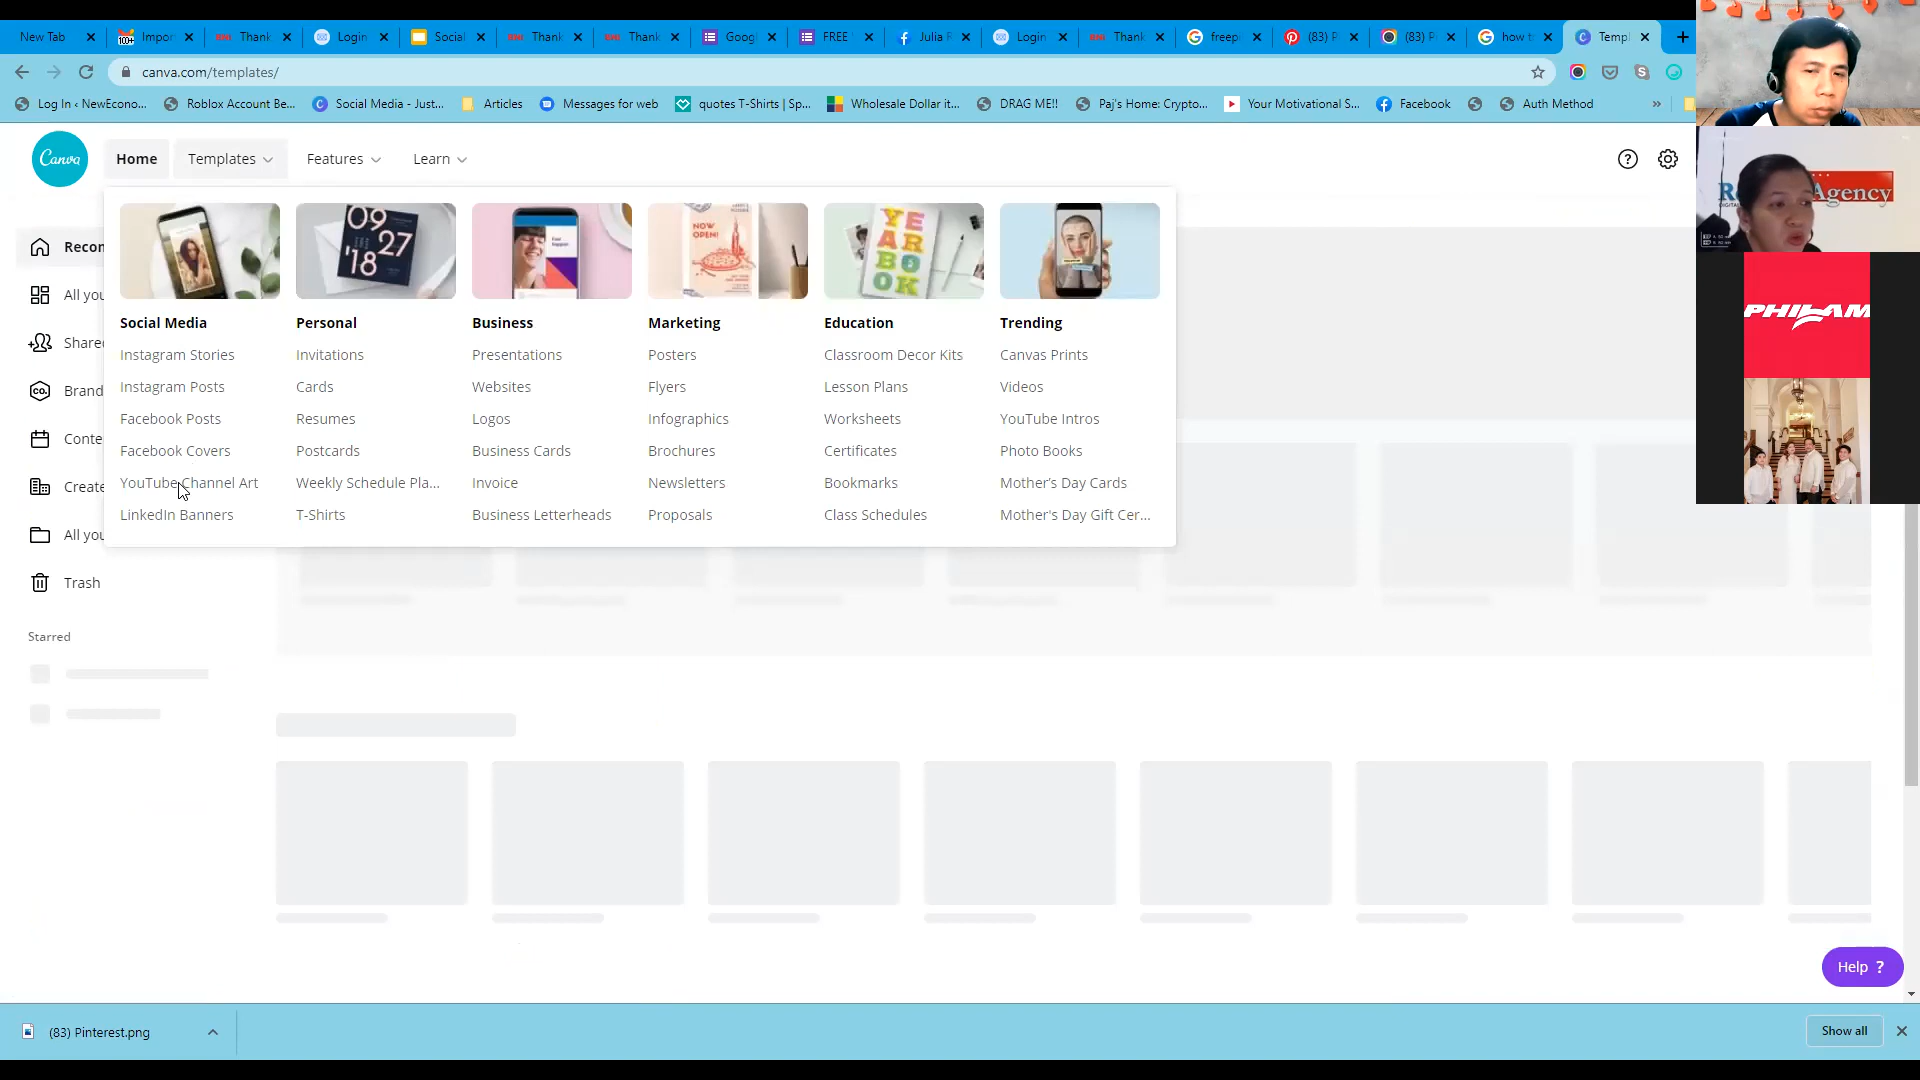 New Tab
Impor
Thank
Login
Social
Thank
Thank
Googl
FREE
Julia R
Login
Thank
freep
(83) P
(83) P
how t
Templ
canva.com/templates/
Log In ‹ NewEcono...
Roblox Account Be...
Social Media - Just...
Articles
Messages for web
quotes T-Shirts | Sp...
Wholesale Dollar it...
DRAG ME!!
Paj's Home: Crypto...
Your Motivational S...
Facebook
Auth Method
Canva
Home
Templates
Features
Learn
Recon
All you
Shared
Brand
Conte
Create
All you
Trash
Starred
09
27
'18
NOW
OPEN!
YEARBOOK
Social Media
Instagram Stories
Instagram Posts
Facebook Posts
Facebook Covers
YouTube Channel Art
LinkedIn Banners
Personal
Invitations
Cards
Resumes
Postcards
Weekly Schedule Pla...
T-Shirts
Business
Presentations
Websites
Logos
Business Cards
Invoice
Business Letterheads
Marketing
Posters
Flyers
Infographics
Brochures
Newsletters
Proposals
Education
Classroom Decor Kits
Lesson Plans
Worksheets
Certificates
Bookmarks
Class Schedules
Trending
Canvas Prints
Videos
YouTube Intros
Photo Books
Mother's Day Cards
Mother's Day Gift Cer...
Agency
PHILAM
Help ?
(83) Pinterest.png
Show all